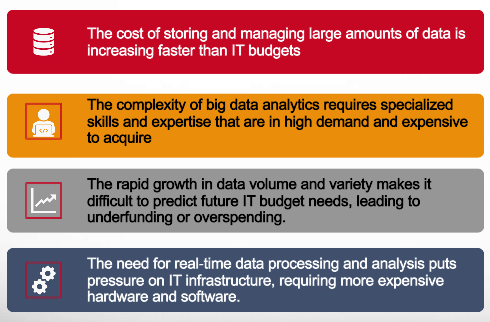 The cost of storing and managing large amounts of data is
increasing faster than IT budgets
The complexity of big data analytics requires specialized
skills and expertise that are in high demand and expensive
to acquire
The rapid growth in data volume and variety makes it
difficult to predict future IT budget needs, leading to
underfunding or overspending.
The need for real-time data processing and analysis puts
pressure on IT infrastructure, requiring more expensive
hardware and software.